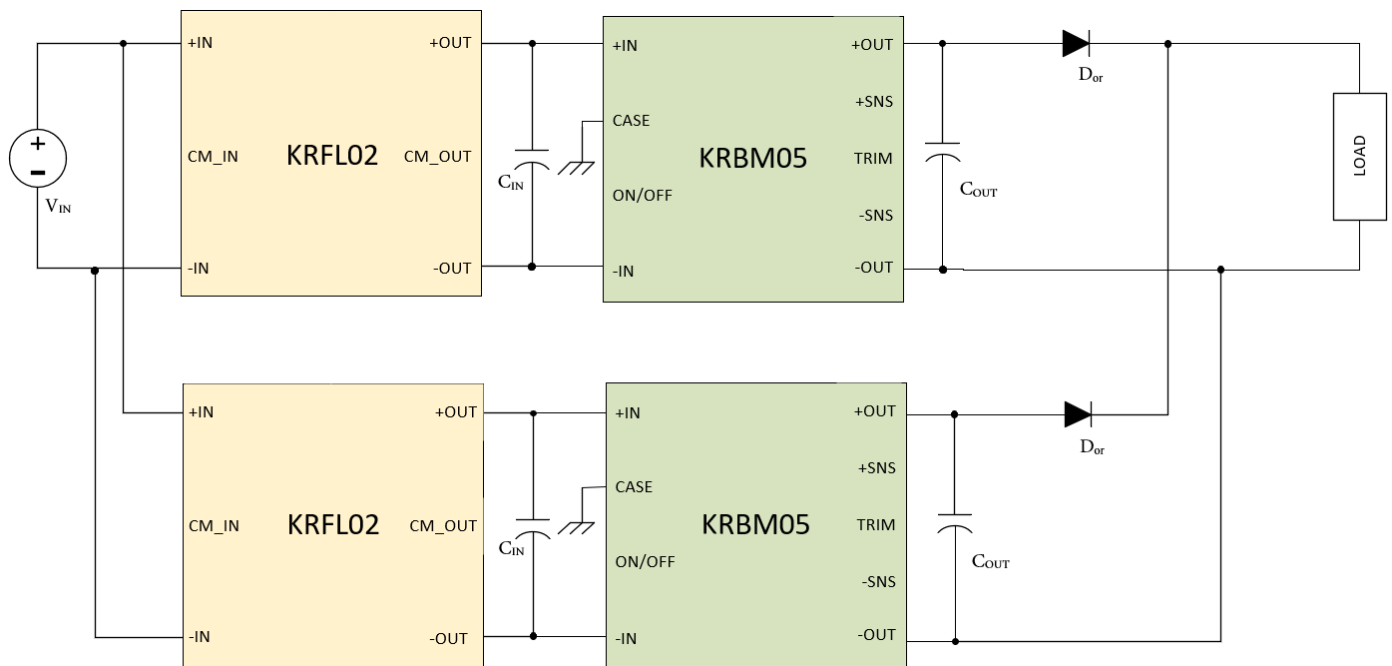 +IN
+OUT
CM_IN
KRFL02
CM_OUT
-IN
-OUT
+
-
VIN
CIN
+IN
+OUT
+SNS
CASE
KRBM05
TRIM
ON/OFF
-SNS
-IN
-OUT
COUT
Dor
LOAD
+IN
+OUT
CM_IN
KRFL02
CM_OUT
-IN
-OUT
CIN
+IN
+OUT
+SNS
CASE
KRBM05
TRIM
ON/OFF
-SNS
-IN
-OUT
COUT
Dor